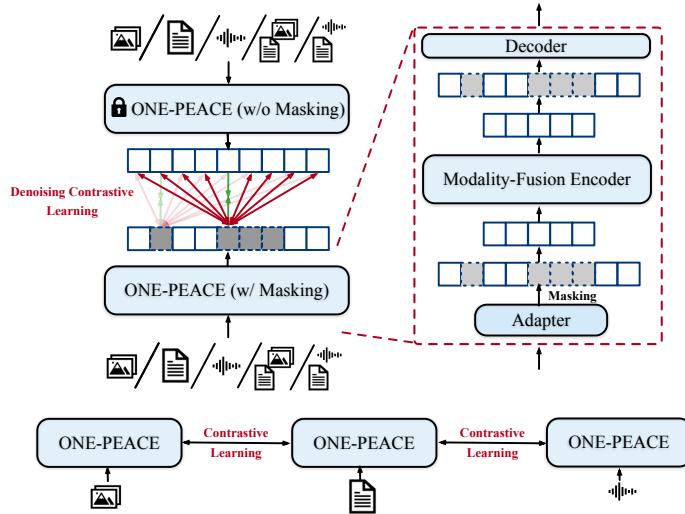 Decoder
ONE-PEACE (w/o Masking)
Modality-Fusion Encoder
Denoising Contrastive
Learning
Masking
ONE-PEACE (w/ Masking)
Adapter
ONE-PEACE
Contrastive
Learning
ONE-PEACE
Contrastive
Learning
ONE-PEACE